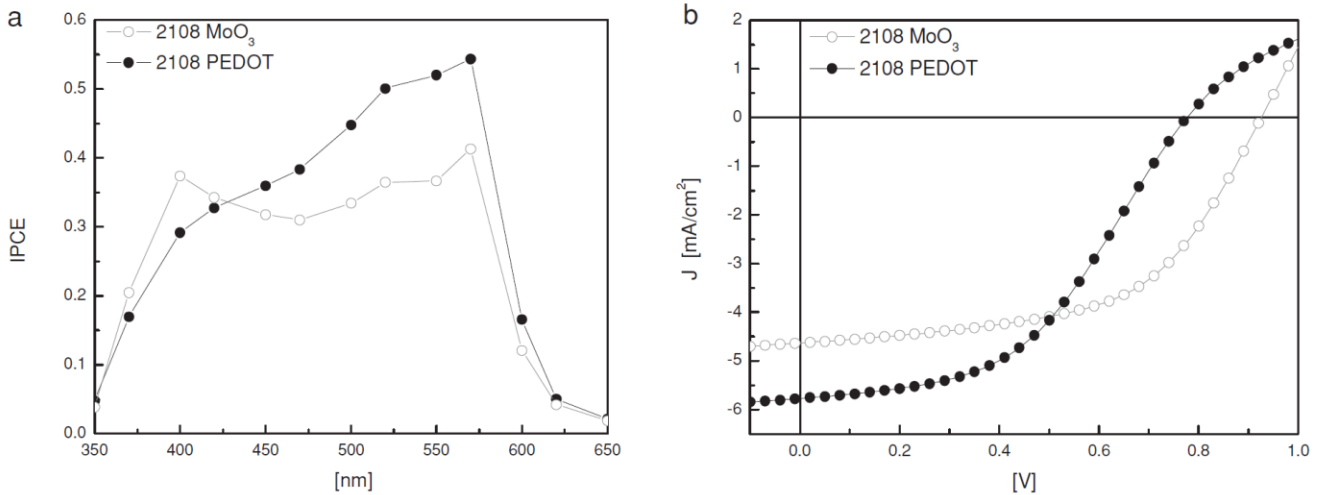 a
0.6
0.5
0.4
0.3
0.2
0.1
0.0
IPCE
350 400 450 500 550 600 650
[nm]
2108 MoO₃
2108 PEDOT
b
2
1
0
-1
-2
-3
-4
-5
-6
J [mA/cm²]
0.0 0.2 0.4 0.6 0.8 1.0
[V]
2108 MoO₃
2108 PEDOT